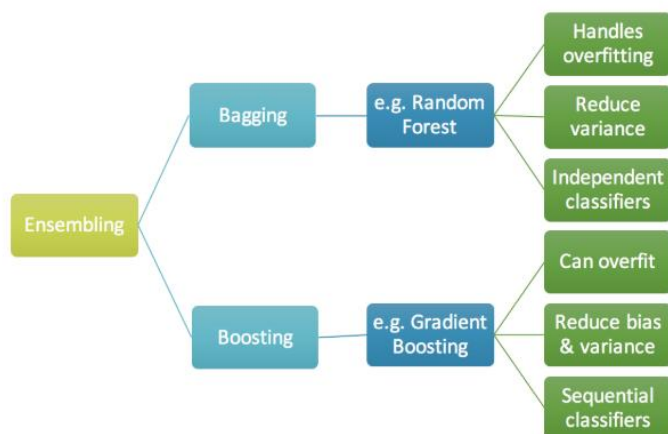 Ensembling
Bagging
e.g. Random
Forest
Handles
overfitting
Reduce
variance
Independent
classifiers
Boosting
e.g. Gradient
Boosting
Can overfit
Reduce bias
& variance
Sequential
classifiers